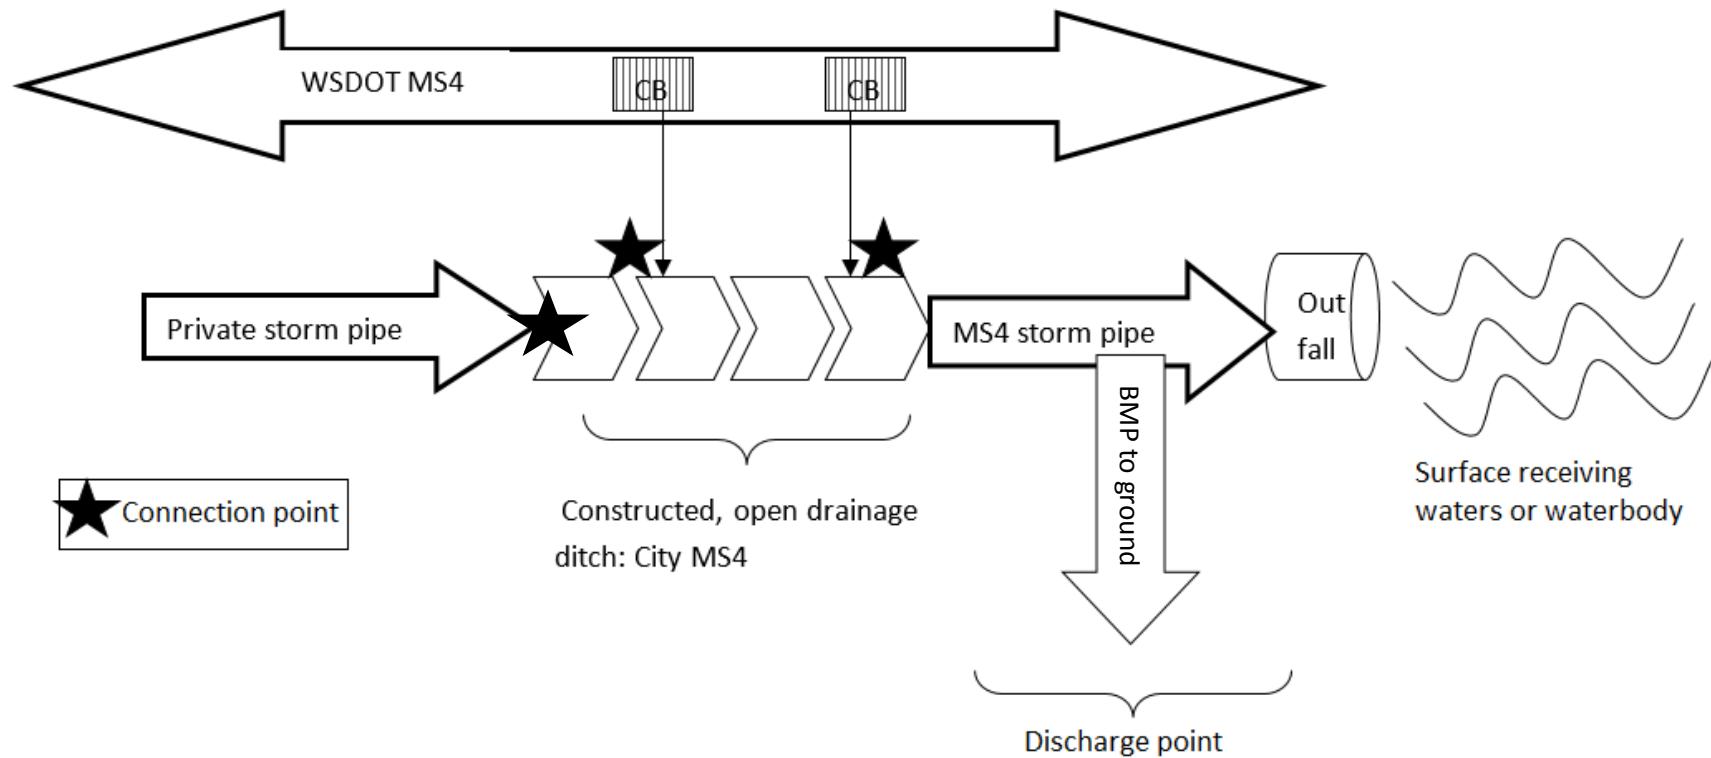 WSDOT MS4
CB
CB
Private storm pipe
MS4 storm pipe
Out
fall
BMP to ground
Surface receiving
waters or waterbody
Connection point
Constructed, open drainage
ditch: City MS4
Discharge point